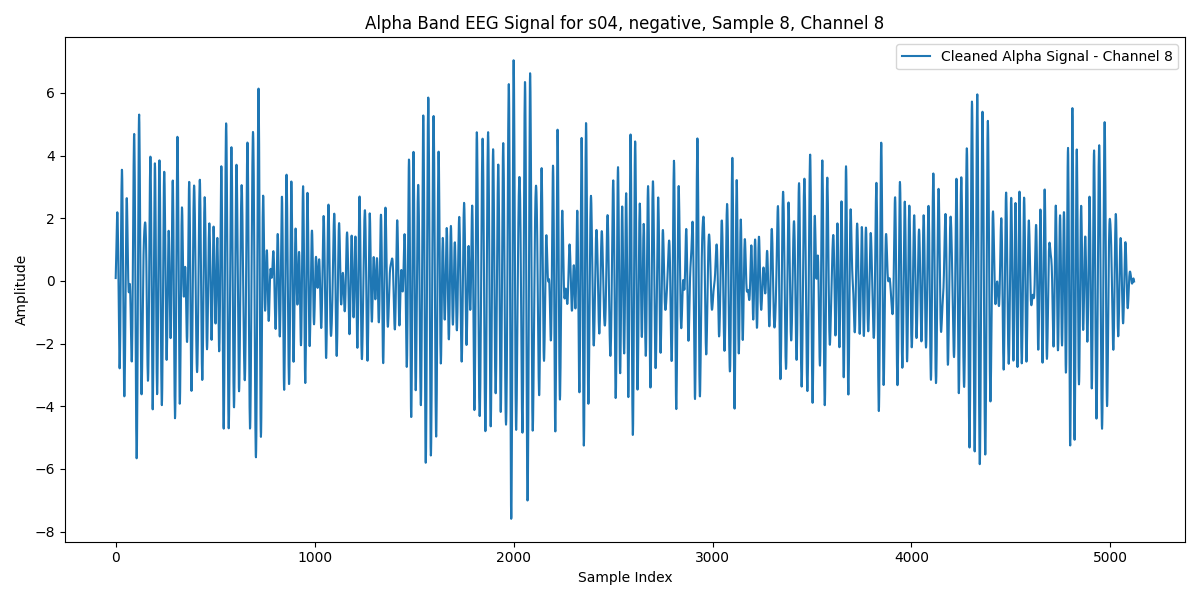 Alpha Band EEG Signal for s04, negative, Sample 8, Channel 8
Cleaned Alpha Signal - Channel 8
Amplitude
6
4
2
0
−2
−4
−6
−8
0 1000 2000 3000 4000 5000
Sample Index